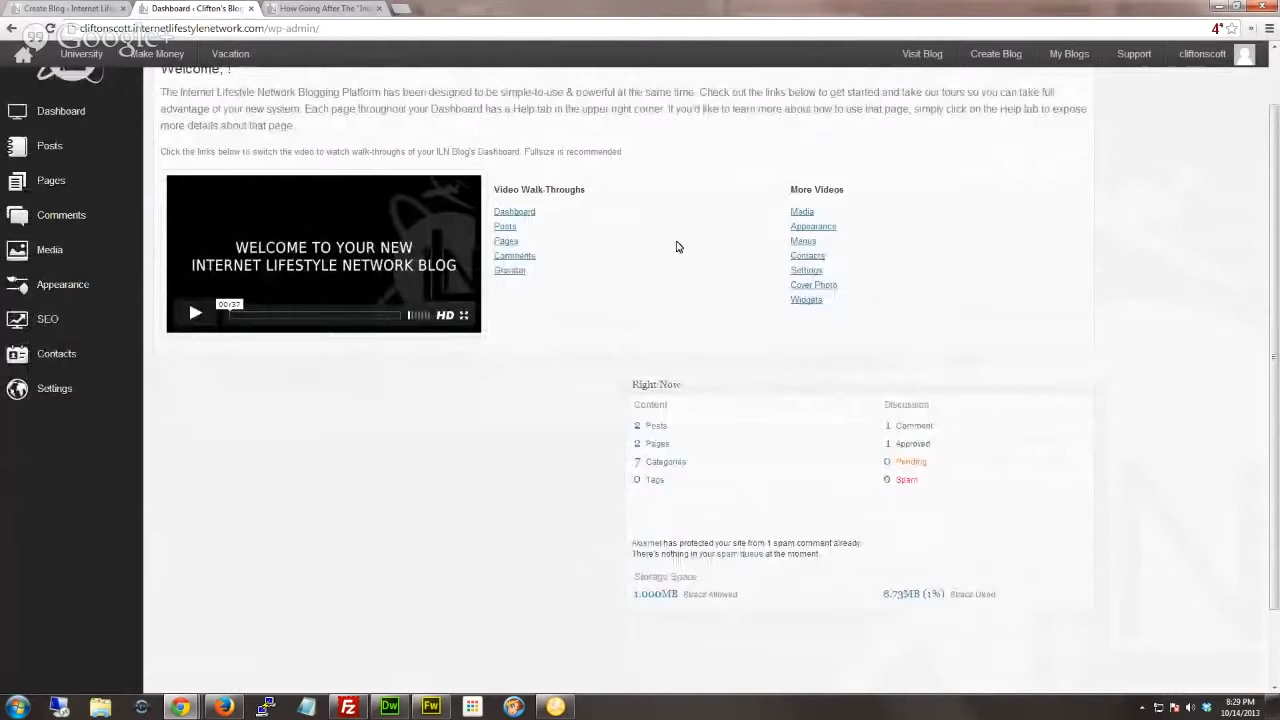 Create Blog - Internet Life
Dashboard ‹ Clifton's Blog
How Going After The "Int
cliftonscott.internetlifestylenetwork.com/wp-admin/
Google+
University
Make Money
Vacation
Visit Blog
Create Blog
My Blogs
Support
cliftonscott
Welcome, !
The Internet Lifestyle Network Blogging Platform has been designed to be simple-to-use & powerful at the same time. Check out the links below to get started and take our tours so you can take full
advantage of your new system. Each page throughout your Dashboard has a Help tab in the upper right corner. If you'd like to learn more about how to use that page, simply click on the Help tab to expose
more details about that page.
Click the links below to switch the video to watch walk-throughs of your ILN Blog's Dashboard. Fullsize is recommended
Dashboard
Posts
Pages
Comments
Media
Appearance
SEO
Contacts
Settings
WELCOME TO YOUR NEW
INTERNET LIFESTYLE NETWORK BLOG
00:37
HD
Video Walk-Throughs
Dashboard
Posts
Pages
Comments
Gravatar
More Videos
Media
Appearance
Menus
Contacts
Settings
Cover Photo
Widgets
Right Now
Content
2 Posts
2 Pages
7 Categories
0 Tags
Discussion
1 Comment
1 Approved
0 Pending
0 Spam
Akismet has protected your site from 1 spam comment already.
There's nothing in your spam queue at the moment.
Storage Space
1,000MB Space Allowed
8.73MB (1%) Space Used
8:29 PM
10/14/2013